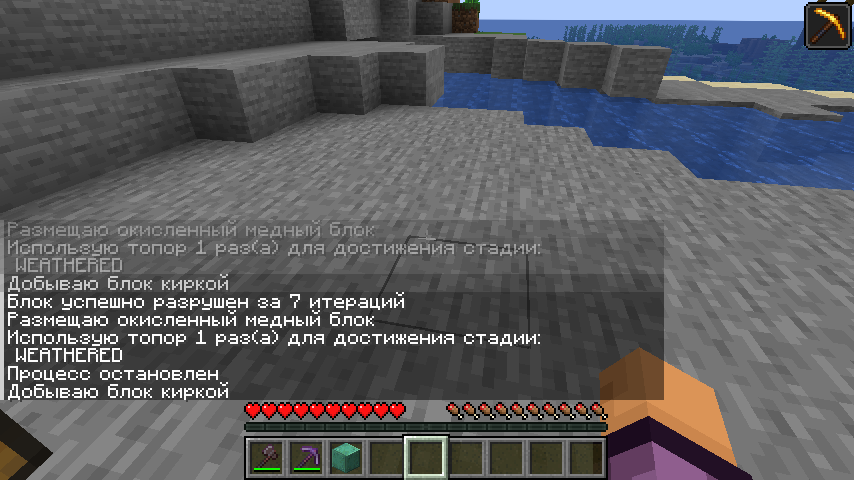 Размещаю окисленный медный блок
Использую топор 1 раз(а) для достижения стадии:
WEATHERED
Добываю блок киркой
Блок успешно разрушен за 7 итераций
Размещаю окисленный медный блок
Использую топор 1 раз(а) для достижения стадии:
WEATHERED
Процесс остановлен
Добываю блок киркой